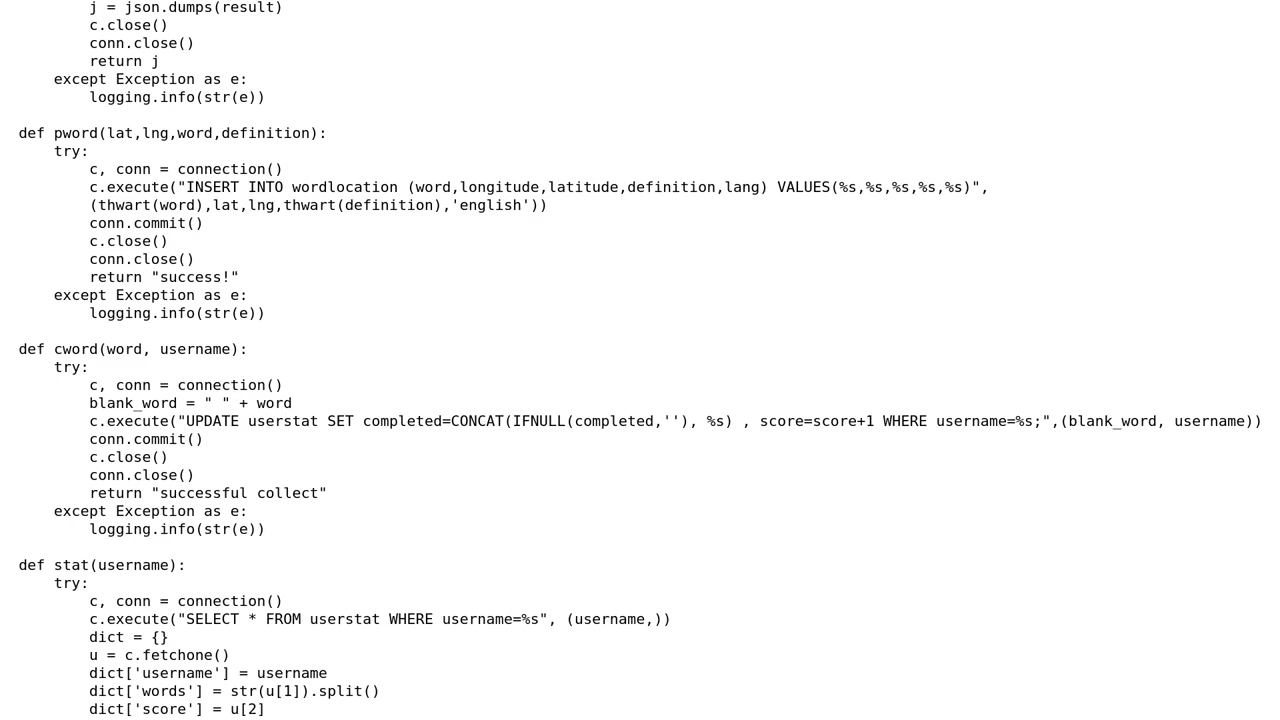 j = json.dumps(result)
        c.close()
        conn.close()
        return j
    except Exception as e:
        logging.info(str(e))

def pword(lat,lng,word,definition):
    try:
        c, conn = connection()
        c.execute("INSERT INTO wordlocation (word,longitude,latitude,definition,lang) VALUES(%s,%s,%s,%s,%s)",
        (thwart(word),lat,lng,thwart(definition),'english'))
        conn.commit()
        c.close()
        conn.close()
        return "success!"
    except Exception as e:
        logging.info(str(e))

def cword(word, username):
    try:
        c, conn = connection()
        blank_word = " " + word
        c.execute("UPDATE userstat SET completed=CONCAT(IFNULL(completed,''), %s) , score=score+1 WHERE username=%s;",(blank_word, username))
        conn.commit()
        c.close()
        conn.close()
        return "successful collect"
    except Exception as e:
        logging.info(str(e))

def stat(username):
    try:
        c, conn = connection()
        c.execute("SELECT * FROM userstat WHERE username=%s", (username,))
        dict = {}
        u = c.fetchone()
        dict['username'] = username
        dict['words'] = str(u[1]).split()
        dict['score'] = u[2]